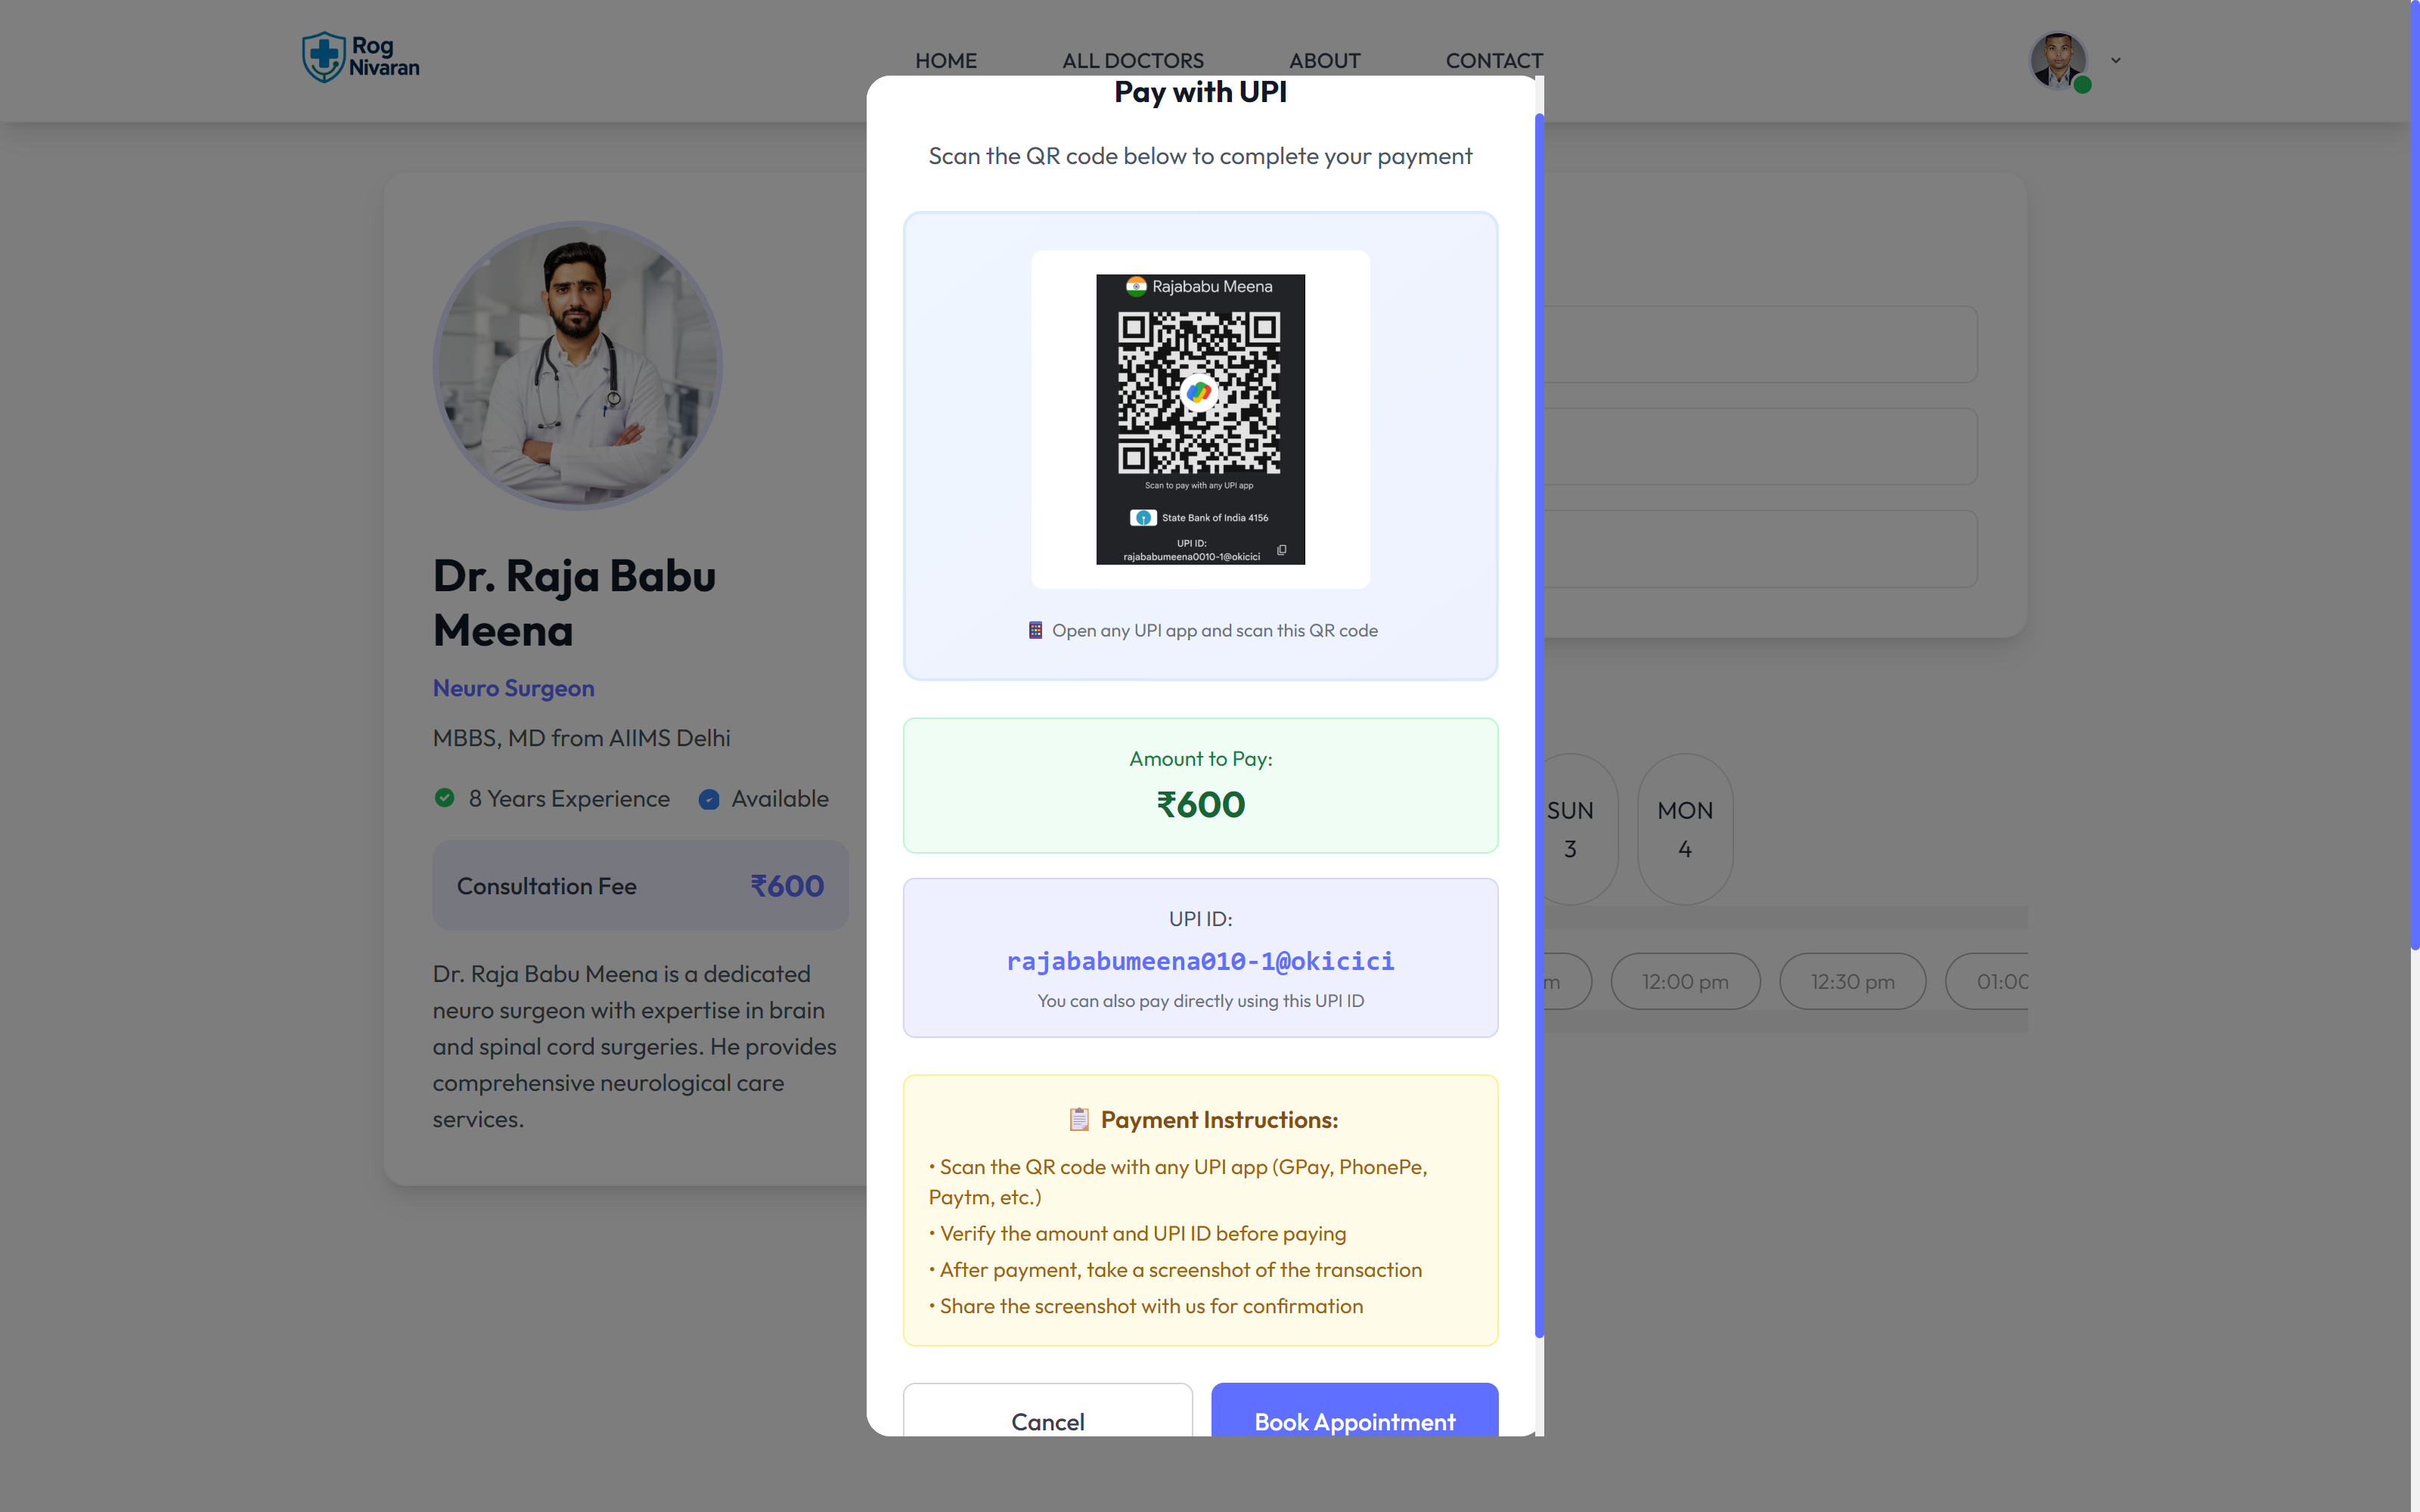 Rog
Nivaran
HOME
ALL DOCTORS
ABOUT
CONTACT
Pay with UPI
Scan the QR code below to complete your payment
Rajababu Meena
Scan to pay with any UPI app
State Bank of India 4156
UPI ID:
rajababumeena0010-1@okicici
Open any UPI app and scan this QR code
Amount to Pay:
₹600
UPI ID:
rajababumeena010-1@okicici
You can also pay directly using this UPI ID
Payment Instructions:
• Scan the QR code with any UPI app (GPay, PhonePe,
Paytm, etc.)
• Verify the amount and UPI ID before paying
• After payment, take a screenshot of the transaction
• Share the screenshot with us for confirmation
Cancel
Book Appointment
Dr. Raja Babu
Meena
Neuro Surgeon
MBBS, MD from AIIMS Delhi
8 Years Experience
Available
Consultation Fee
₹600
Dr. Raja Babu Meena is a dedicated
neuro surgeon with expertise in brain
and spinal cord surgeries. He provides
comprehensive neurological care
services.
SUN
3
MON
4
m
12:00 pm
12:30 pm
01:00